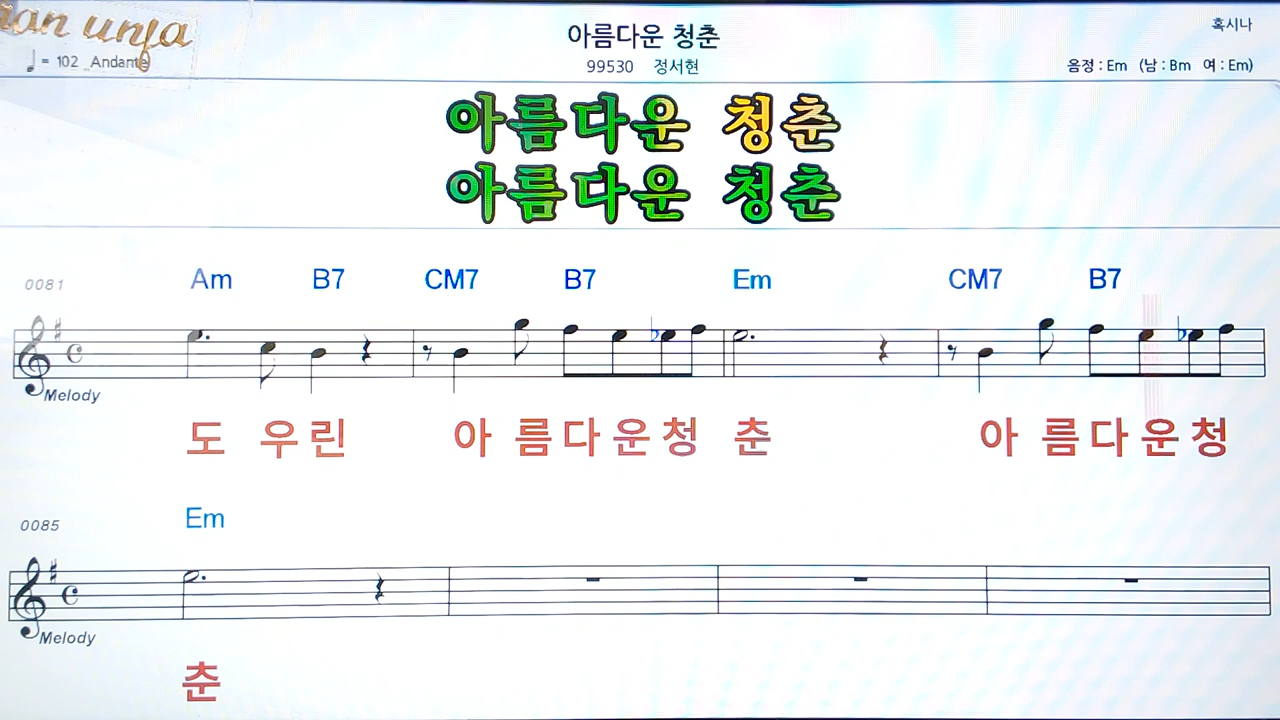 아름다운 청춘
혹시나
♩ = 102 Andante
99530 정서현
음정 : Em (남 : Bm 여 : Em)
아름다운 청춘
아름다운 청춘
0081 Am B7 CM7 B7 Em CM7 B7
Melody
도 우린 아 름다운청 춘 아 름다운청
0085 Em
Melody
춘